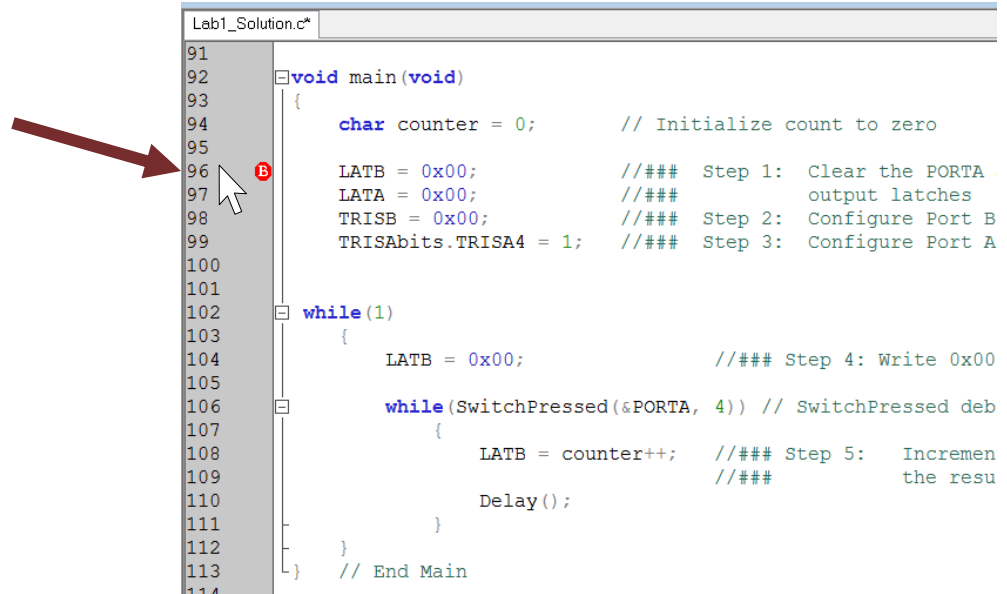 Lab1_Solution.c*
91
92 void main(void)
93 {
94 char counter = 0; // Initialize count to zero
95
96 B LATB = 0x00; //### Step 1: Clear the PORTA
97 LATA = 0x00; //### output latches
98 TRISB = 0x00; //### Step 2: Configure Port B
99 TRISAbits.TRISA4 = 1; //### Step 3: Configure Port A
100
101
102 while(1)
103 {
104 LATB = 0x00; //### Step 4: Write 0x00
105
106 while(SwitchPressed(&PORTA, 4)) // SwitchPressed deb
107 {
108 LATB = counter++; //### Step 5: Incremen
109 //### the resu
110 Delay();
111 }
112 }
113 } // End Main
114